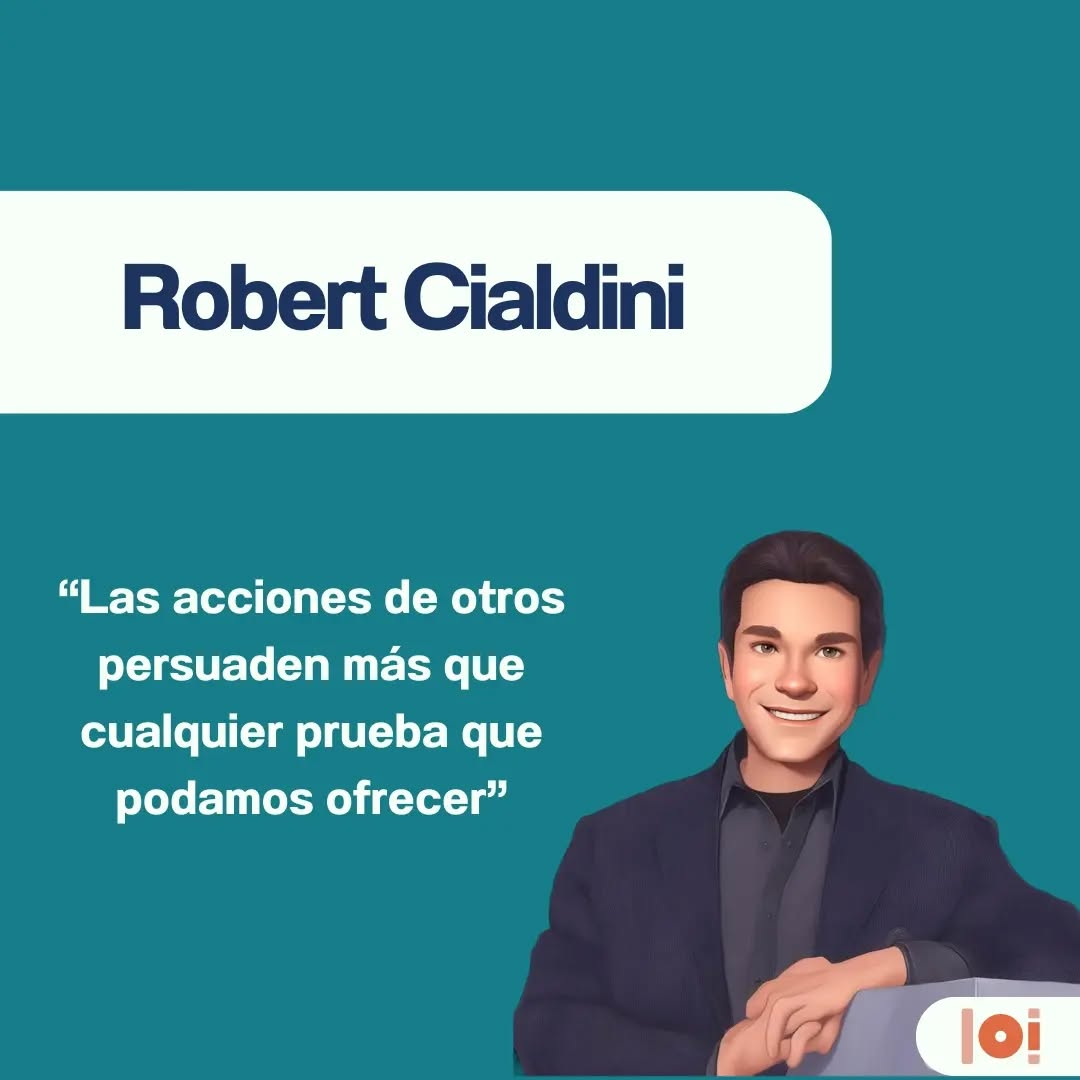 Robert Cialdini
“Las acciones de otros
persuaden más que
cualquier prueba que
podamos ofrecer”